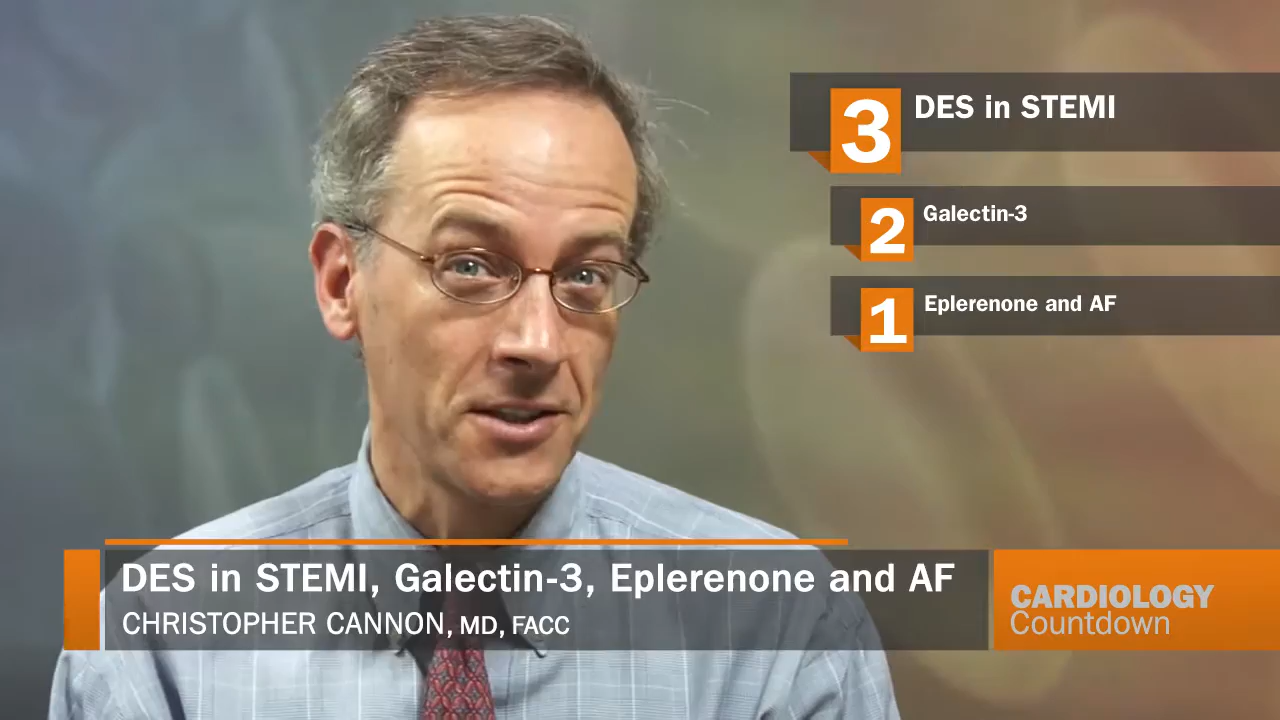 3 DES in STEMI
2 Galectin-3
1 Eplerenone and AF
DES in STEMI, Galectin-3, Eplerenone and AF
CHRISTOPHER CANNON, MD, FACC
CARDIOLOGY
Countdown